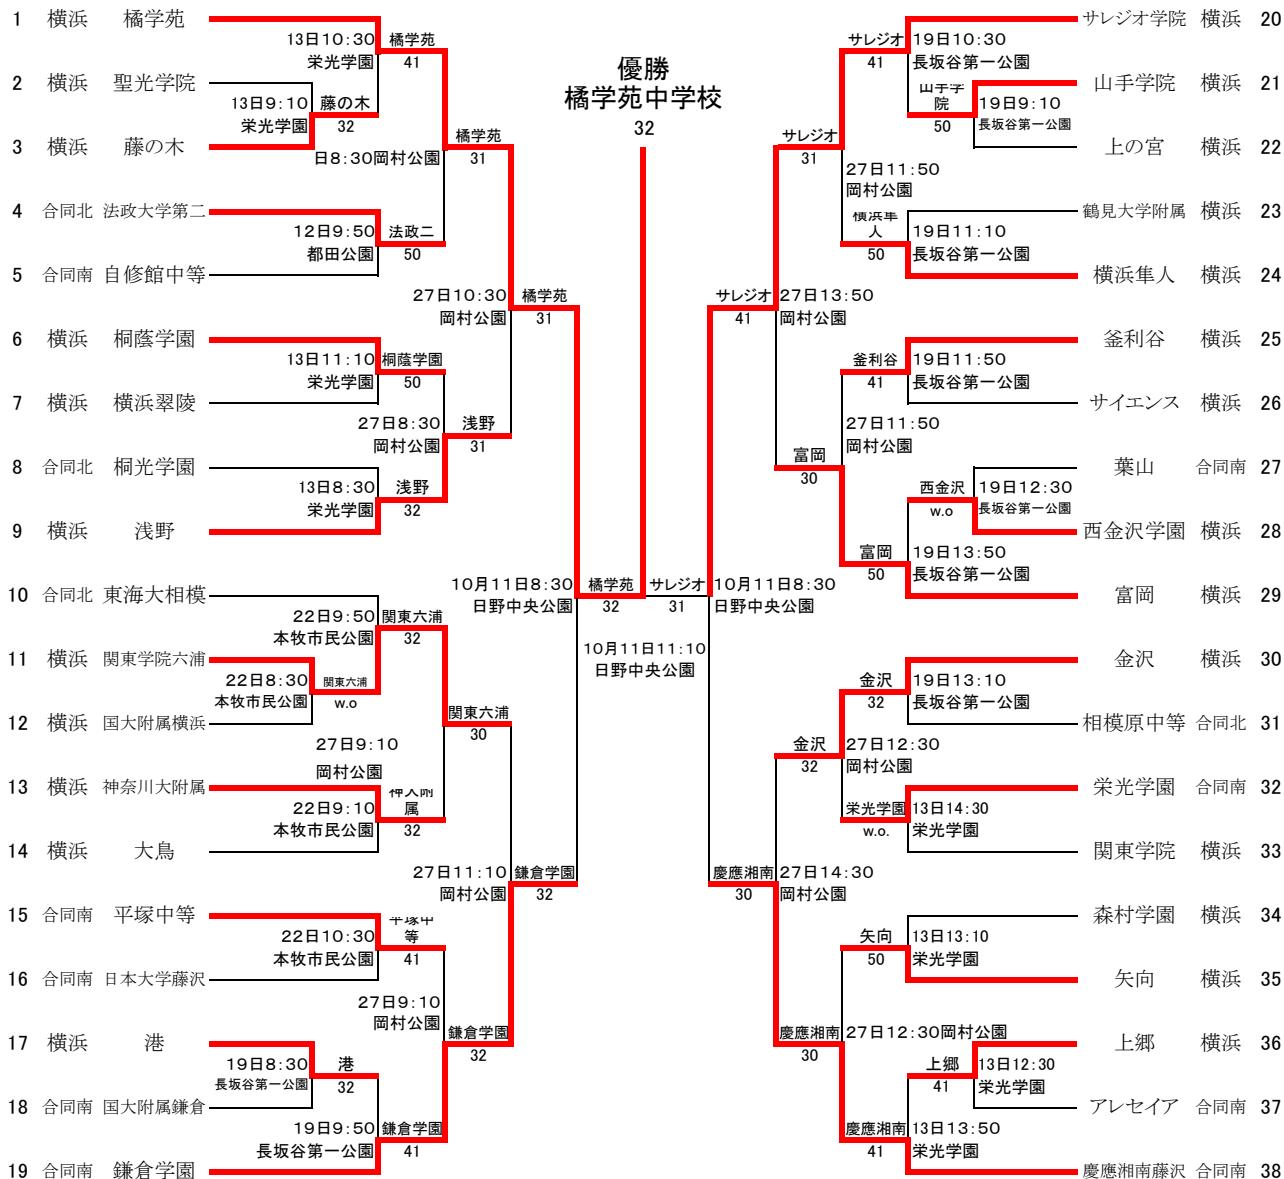 優勝
橘学苑中学校
32
1 横浜 橘学苑
13日10:30 橘学苑
栄光学園 41
2 横浜 聖光学院
13日9:10 藤の木
栄光学園 32
3 横浜 藤の木
日8:30岡村公園
橘学苑
31
4 合同北 法政大学第二
12日9:50 法政二
都田公園 50
5 合同南 自修館中等
27日10:30 橘学苑
岡村公園 31
6 横浜 桐蔭学園
13日11:10 桐蔭学園
栄光学園 50
7 横浜 横浜翠陵
27日8:30 浅野
岡村公園 31
8 合同北 桐光学園
13日8:30 浅野
栄光学園 32
9 横浜 浅野
10月11日8:30 橘学苑
日野中央公園 32
10 合同北 東海大相模
22日9:50 関東六浦
本牧市民公園 32
11 横浜 関東学院六浦
22日8:30 関東六浦
本牧市民公園 w.o
12 横浜 国大附属横浜
関東六浦
30
27日9:10
岡村公園
13 横浜 神奈川大附属
22日9:10 神大附属
本牧市民公園 32
14 横浜 大鳥
27日11:10 鎌倉学園
岡村公園 32
15 合同南 平塚中等
22日10:30 平塚中等
本牧市民公園 41
16 合同南 日本大学藤沢
27日9:10
岡村公園
鎌倉学園
32
17 横浜 港
19日8:30 港
長坂谷第一公園 32
18 合同南 国大附属鎌倉
19日9:50 鎌倉学園
長坂谷第一公園 41
19 合同南 鎌倉学園
10月11日11:10
日野中央公園
サレジオ学院 横浜 20
サレジオ 19日10:30
41 長坂谷第一公園
山手学院 横浜 21
山手学院 19日9:10
50 長坂谷第一公園
上の宮 横浜 22
サレジオ
31
27日11:50
岡村公園
鶴見大学附属 横浜 23
横浜隼人 19日11:10
50 長坂谷第一公園
横浜隼人 横浜 24
サレジオ 27日13:50
41 岡村公園
釜利谷 横浜 25
釜利谷 19日11:50
41 長坂谷第一公園
サイエンス 横浜 26
27日11:50
岡村公園
富岡
30
葉山 合同南 27
西金沢 19日12:30
w.o 長坂谷第一公園
西金沢学園 横浜 28
富岡 19日13:50
50 長坂谷第一公園
富岡 横浜 29
サレジオ 10月11日8:30
31 日野中央公園
金沢 横浜 30
金沢 19日13:10
32 長坂谷第一公園
相模原中等 合同北 31
金沢 27日12:30
32 岡村公園
栄光学園 合同南 32
栄光学園 13日14:30
w.o. 栄光学園
関東学院 横浜 33
慶應湘南 27日14:30
30 岡村公園
森村学園 横浜 34
矢向 13日13:10
50 栄光学園
矢向 横浜 35
慶應湘南 27日12:30岡村公園
30
上郷 横浜 36
上郷 13日12:30
41 栄光学園
アレセイア 合同南 37
慶應湘南 13日13:50
41 栄光学園
慶應湘南藤沢 合同南 38